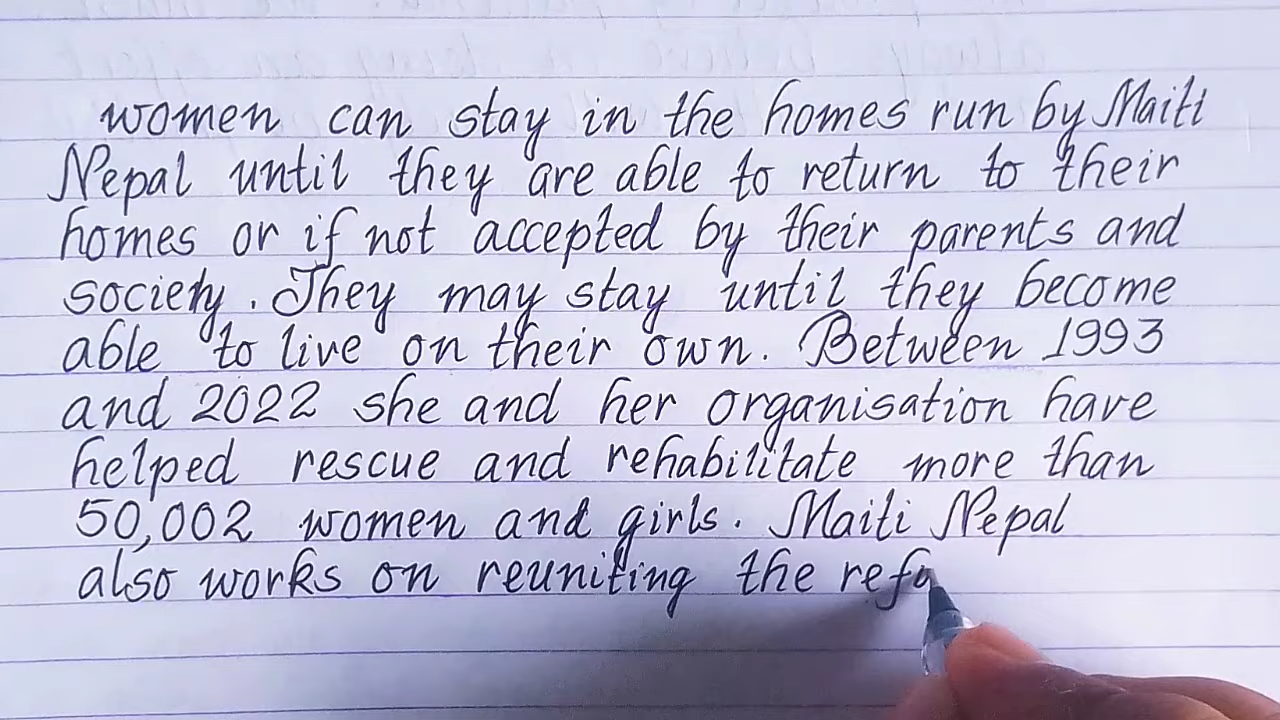 women can stay in the homes run by Maiti
Nepal until they are able to return to their
homes or if not accepted by their parents and
society. They may stay until they become
able to live on their own. Between 1993
and 2022 she and her organisation have
helped rescue and rehabilitate more than
50,002 women and girls. Maiti Nepal
also works on reuniting the